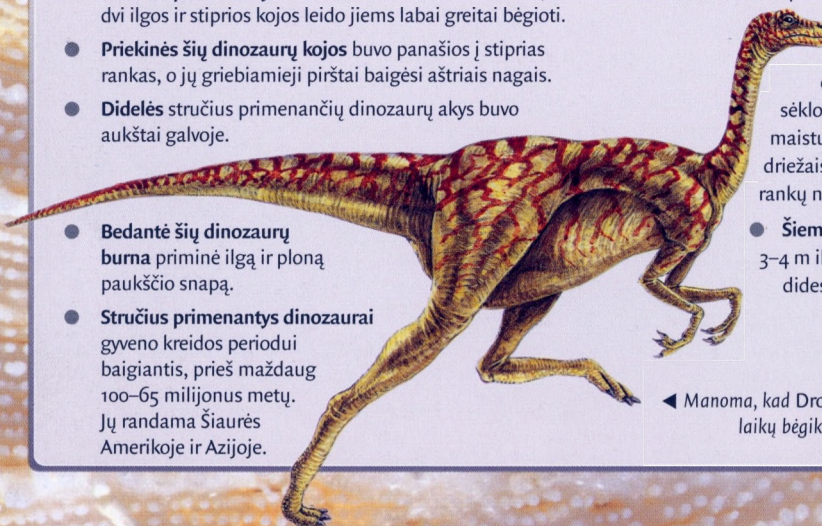 dvi ilgos ir stiprios kojos leido jiems labai greitai bėgioti.
● Priekinės šių dinozaurų kojos buvo panašios į stiprias
rankas, o jų griebiamieji pirštai baigėsi aštriais nagais.
● Didelės stručius primenančių dinozaurų akys buvo
aukštai galvoje.
● Bedantė šių dinozaurų
burna priminė ilgą ir ploną
paukščio snapą.
● Stručius primenantys dinozaurai
gyveno kreidos periodui
baigiantis, prieš maždaug
100–65 milijonus metų.
Jų randama Šiaurės
Amerikoje ir Azijoje.
sėklo
maistu
driežais
rankų n
● Šiem
3–4 m il
dides
◀ Manoma, kad Dro
laikų bėgik